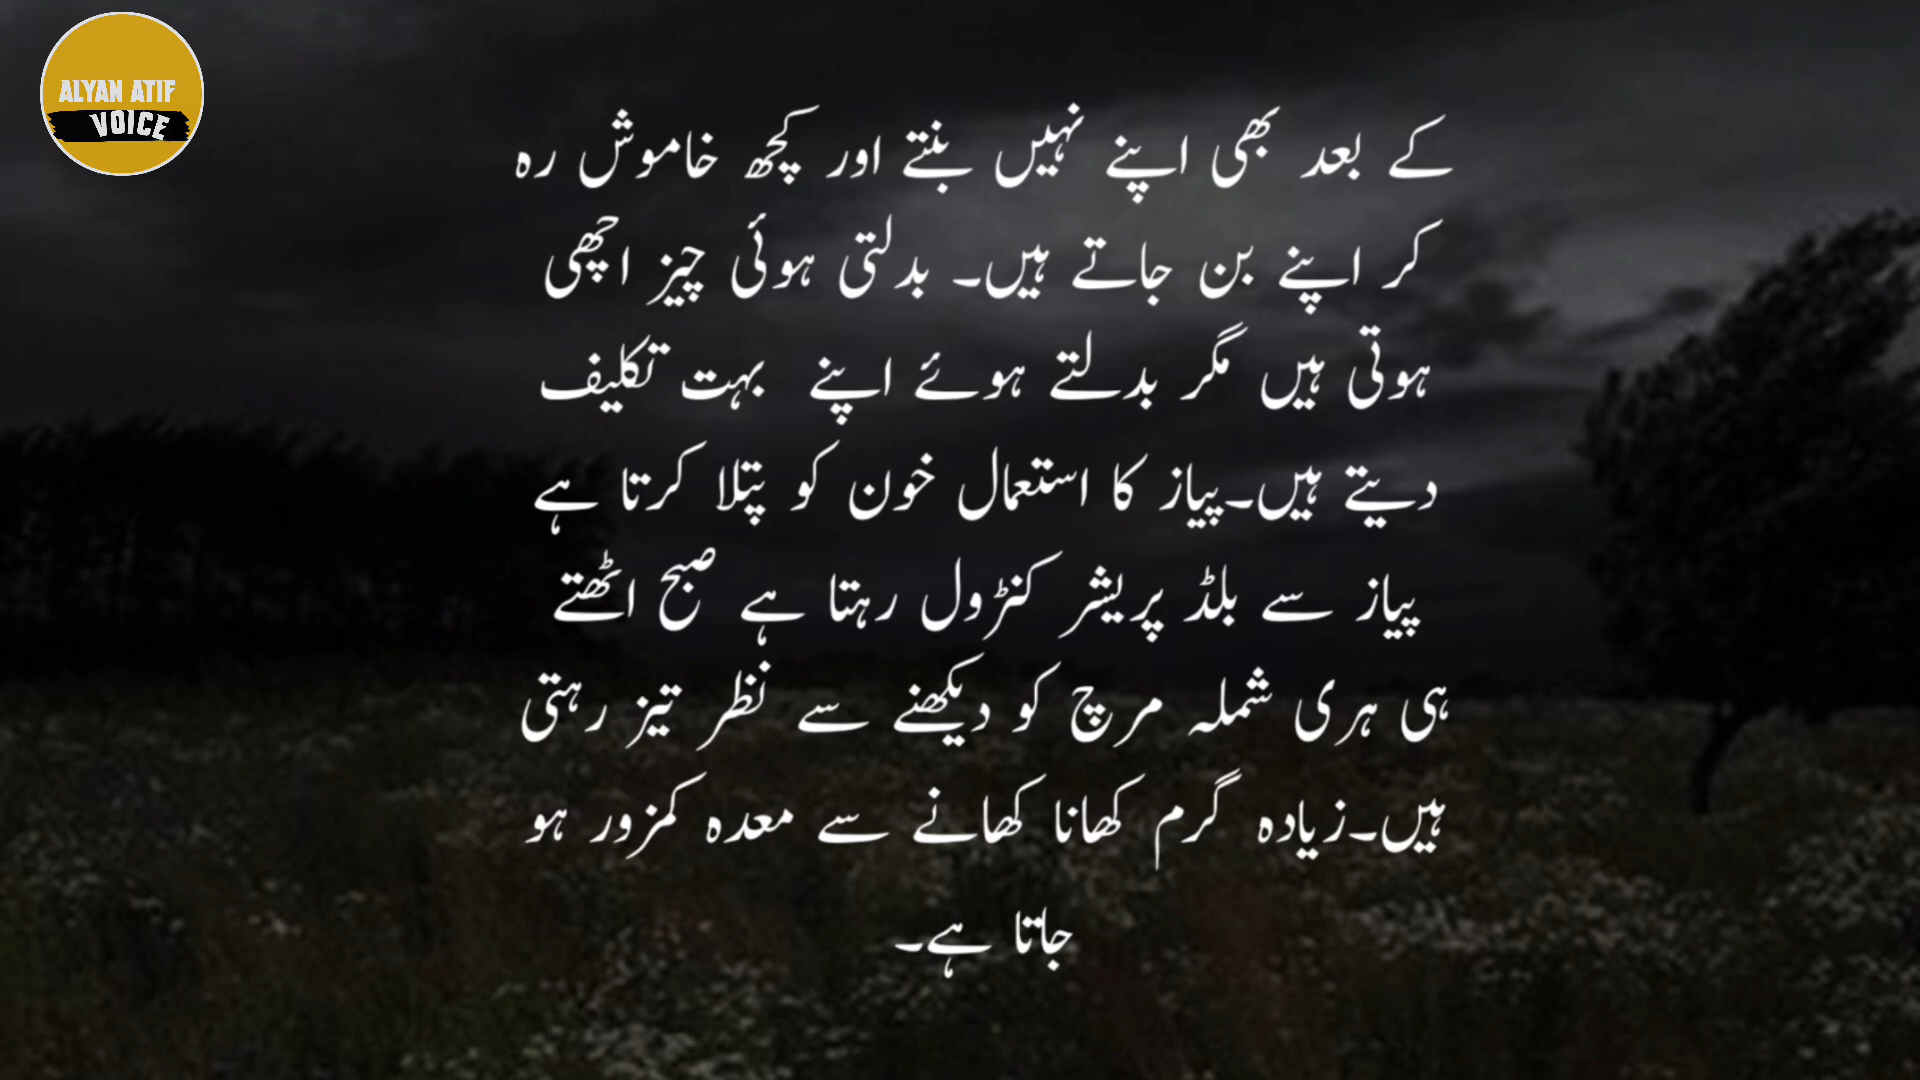 ALYAN ATIF
VOICE
کے بعد بھی اپنے نہیں بنتے اور کچھ خاموش رہ
کر اپنے بن جاتے ہیں۔ بدلتی ہوئی چیز اچھی
ہوتی ہیں مگر بدلتے ہوئے اپنے بہت تکلیف
دیتے ہیں۔پیاز کا استعمال خون کو پتلا کرتا ہے
پیاز سے بلڈ پریشر کنٹرول رہتا ہے صبح اٹھتے
ہی ہری شملہ مرچ کو دیکھنے سے نظر تیز رہتی
ہیں۔زیادہ گرم کھانا کھانے سے معدہ کمزور ہو
جاتا ہے۔